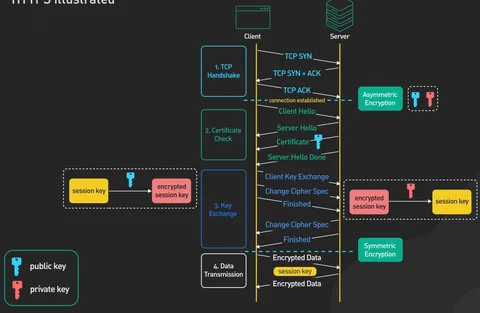 HTTPS Illustrated
Client
Server
TCP SYN
1. TCP
Handshake
TCP SYN + ACK
TCP ACK
connection established
Asymmetric
Encryption
Client Hello
2. Certificate
Check
Server Hello
Certificate
Server Hello Done
Client Key Exchange
session key
encrypted
session key
Change Cipher Spec
3. Key
Exchange
Finished
encrypted
session key
session key
Change Cipher Spec
Finished
Symmetric
Encryption
public key
private key
4. Data
Transmission
Encrypted Data
session key
Encrypted Data